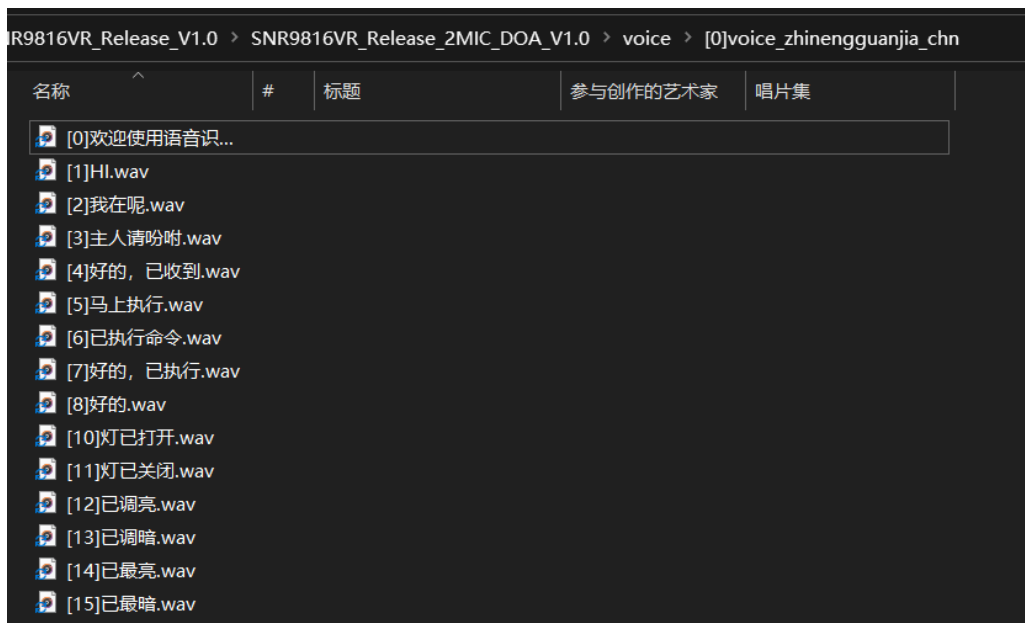 IR9816VR_Release_V1.0 > SNR9816VR_Release_2MIC_DOA_V1.0 > voice > [0]voice_zhinengguanjia_chn
名称 # 标题 参与创作的艺术家 唱片集
[0]欢迎使用语音识...
[1]HI.wav
[2]我在呢.wav
[3]主人请吩咐.wav
[4]好的，已收到.wav
[5]马上执行.wav
[6]已执行命令.wav
[7]好的，已执行.wav
[8]好的.wav
[10]灯已打开.wav
[11]灯已关闭.wav
[12]已调亮.wav
[13]已调暗.wav
[14]已最亮.wav
[15]已最暗.wav